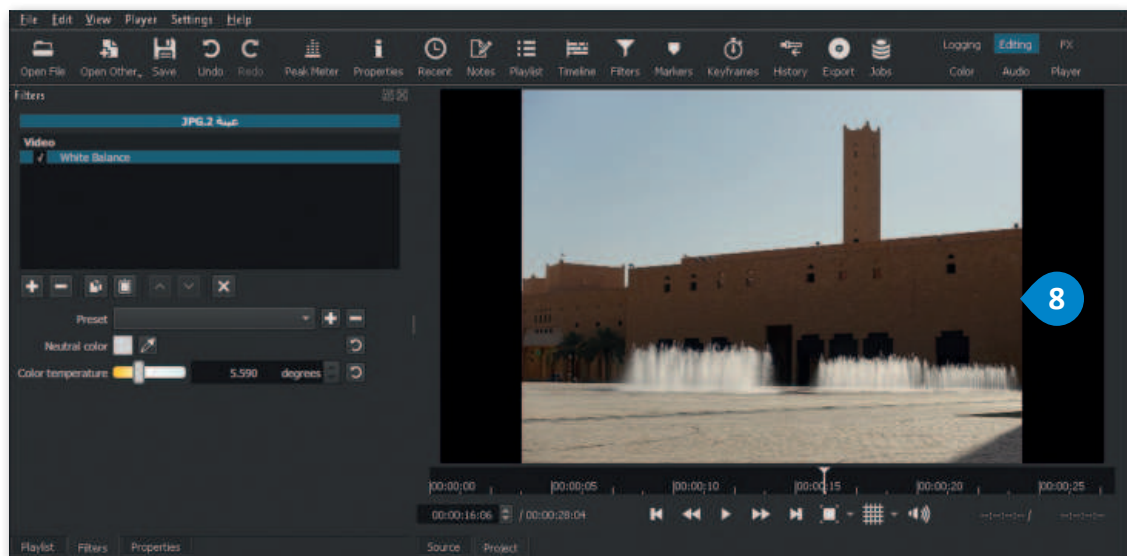 File Edit View Player Settings Help
Open File Open Other... Save Undo Redo Peak Meter Properties Recent Notes Playlist Timeline Filters Markers Keyframes History Export Jobs
Logging Editing FX
Color Audio Player
Filters
عينة 2.JPG
Video
✓ White Balance
Preset
Neutral color
Color temperature 5.590 degrees
8
00:00;00 00:00;05 00:00;10 00:00;15 00:00;20 00:00;25
00:00:16:06 / 00:00:28:04 --:--:--:-- / --:--:--:--
Playlist Filters Properties
Source Project